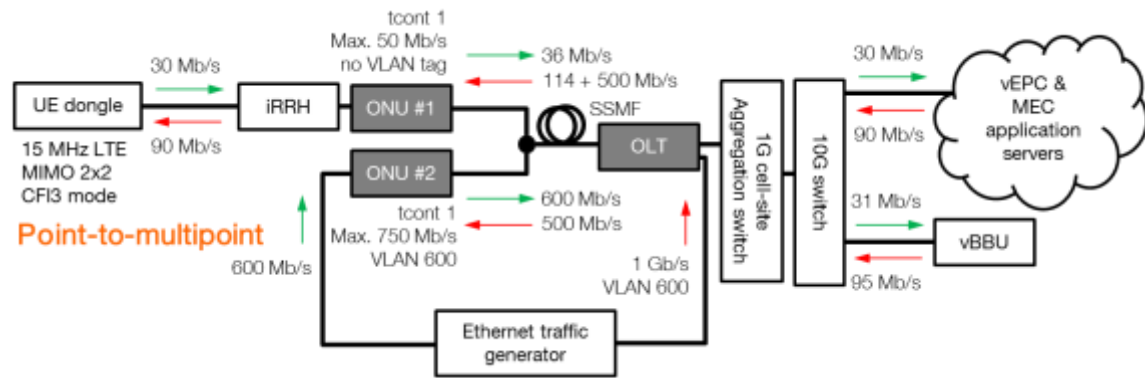 tcont 1
Max. 50 Mb/s
no VLAN tag
30 Mb/s
UE dongle
90 Mb/s
15 MHz LTE
MIMO 2x2
CFI3 mode
iRRH
ONU #1
36 Mb/s
114 + 500 Mb/s
SSMF
OLT
ONU #2
600 Mb/s
500 Mb/s
tcont 1
Max. 750 Mb/s
VLAN 600
Point-to-multipoint
600 Mb/s
1 Gb/s
VLAN 600
Ethernet traffic
generator
1G cell-site
Aggregation switch
10G switch
30 Mb/s
90 Mb/s
vEPC &
MEC
application
servers
31 Mb/s
vBBU
95 Mb/s